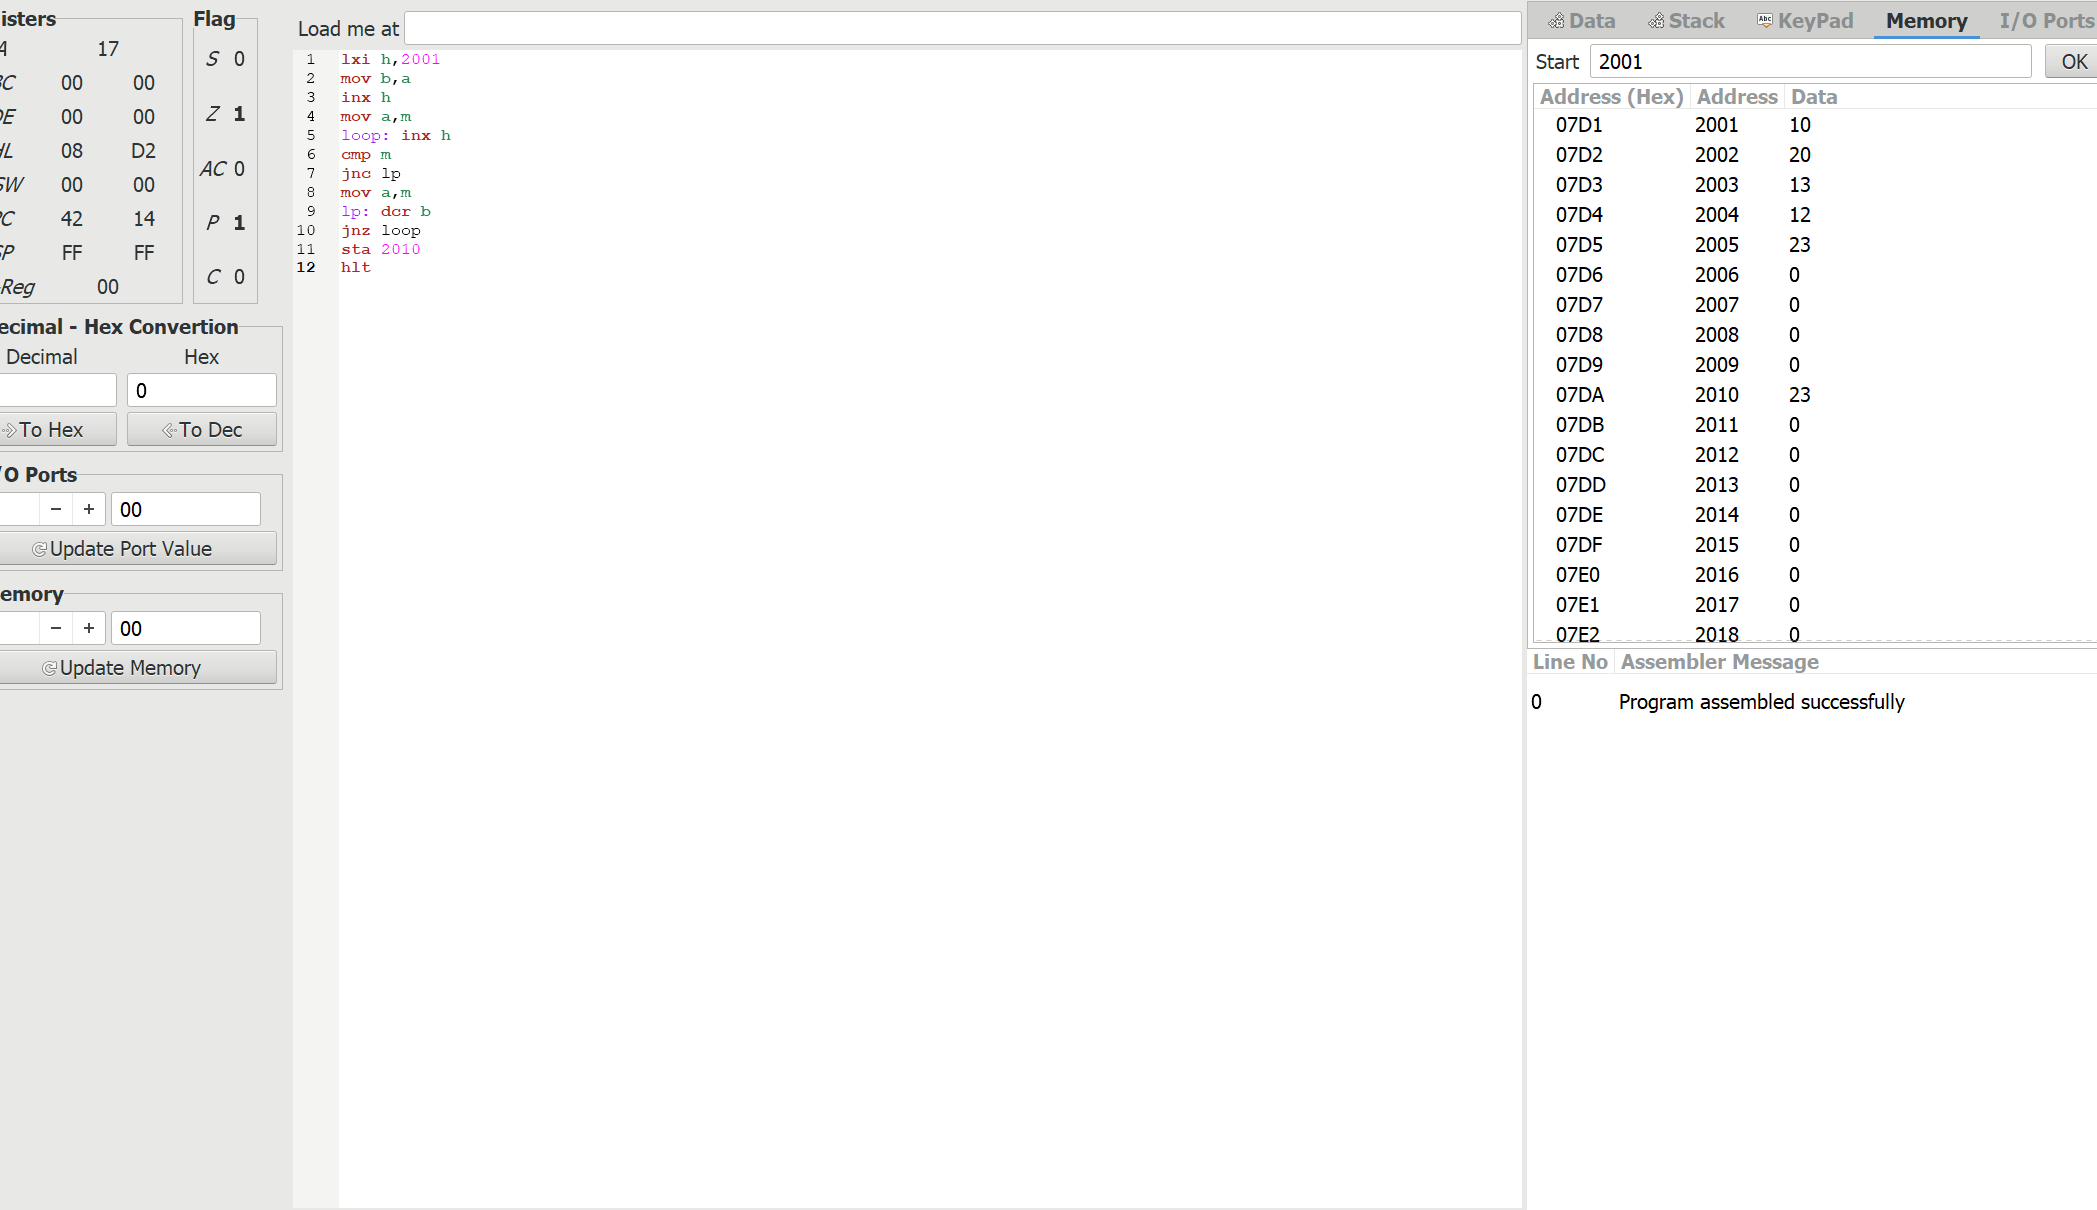 isters
A 17
BC 00 00
DE 00 00
HL 08 D2
SW 00 00
PC 42 14
SP FF FF
-Reg 00
Flag
S 0
Z 1
AC 0
P 1
C 0
ecimal - Hex Convertion
Decimal Hex
0
To Hex To Dec
/O Ports
− + 00
Update Port Value
emory
− + 00
Update Memory
Load me at
1 lxi h,2001
2 mov b,a
3 inx h
4 mov a,m
5 loop: inx h
6 cmp m
7 jnc lp
8 mov a,m
9 lp: dcr b
10 jnz loop
11 sta 2010
12 hlt
Data Stack KeyPad Memory I/O Ports
Start 2001 OK
Address (Hex) Address Data
07D1 2001 10
07D2 2002 20
07D3 2003 13
07D4 2004 12
07D5 2005 23
07D6 2006 0
07D7 2007 0
07D8 2008 0
07D9 2009 0
07DA 2010 23
07DB 2011 0
07DC 2012 0
07DD 2013 0
07DE 2014 0
07DF 2015 0
07E0 2016 0
07E1 2017 0
07E2 2018 0
Line No Assembler Message
0 Program assembled successfully